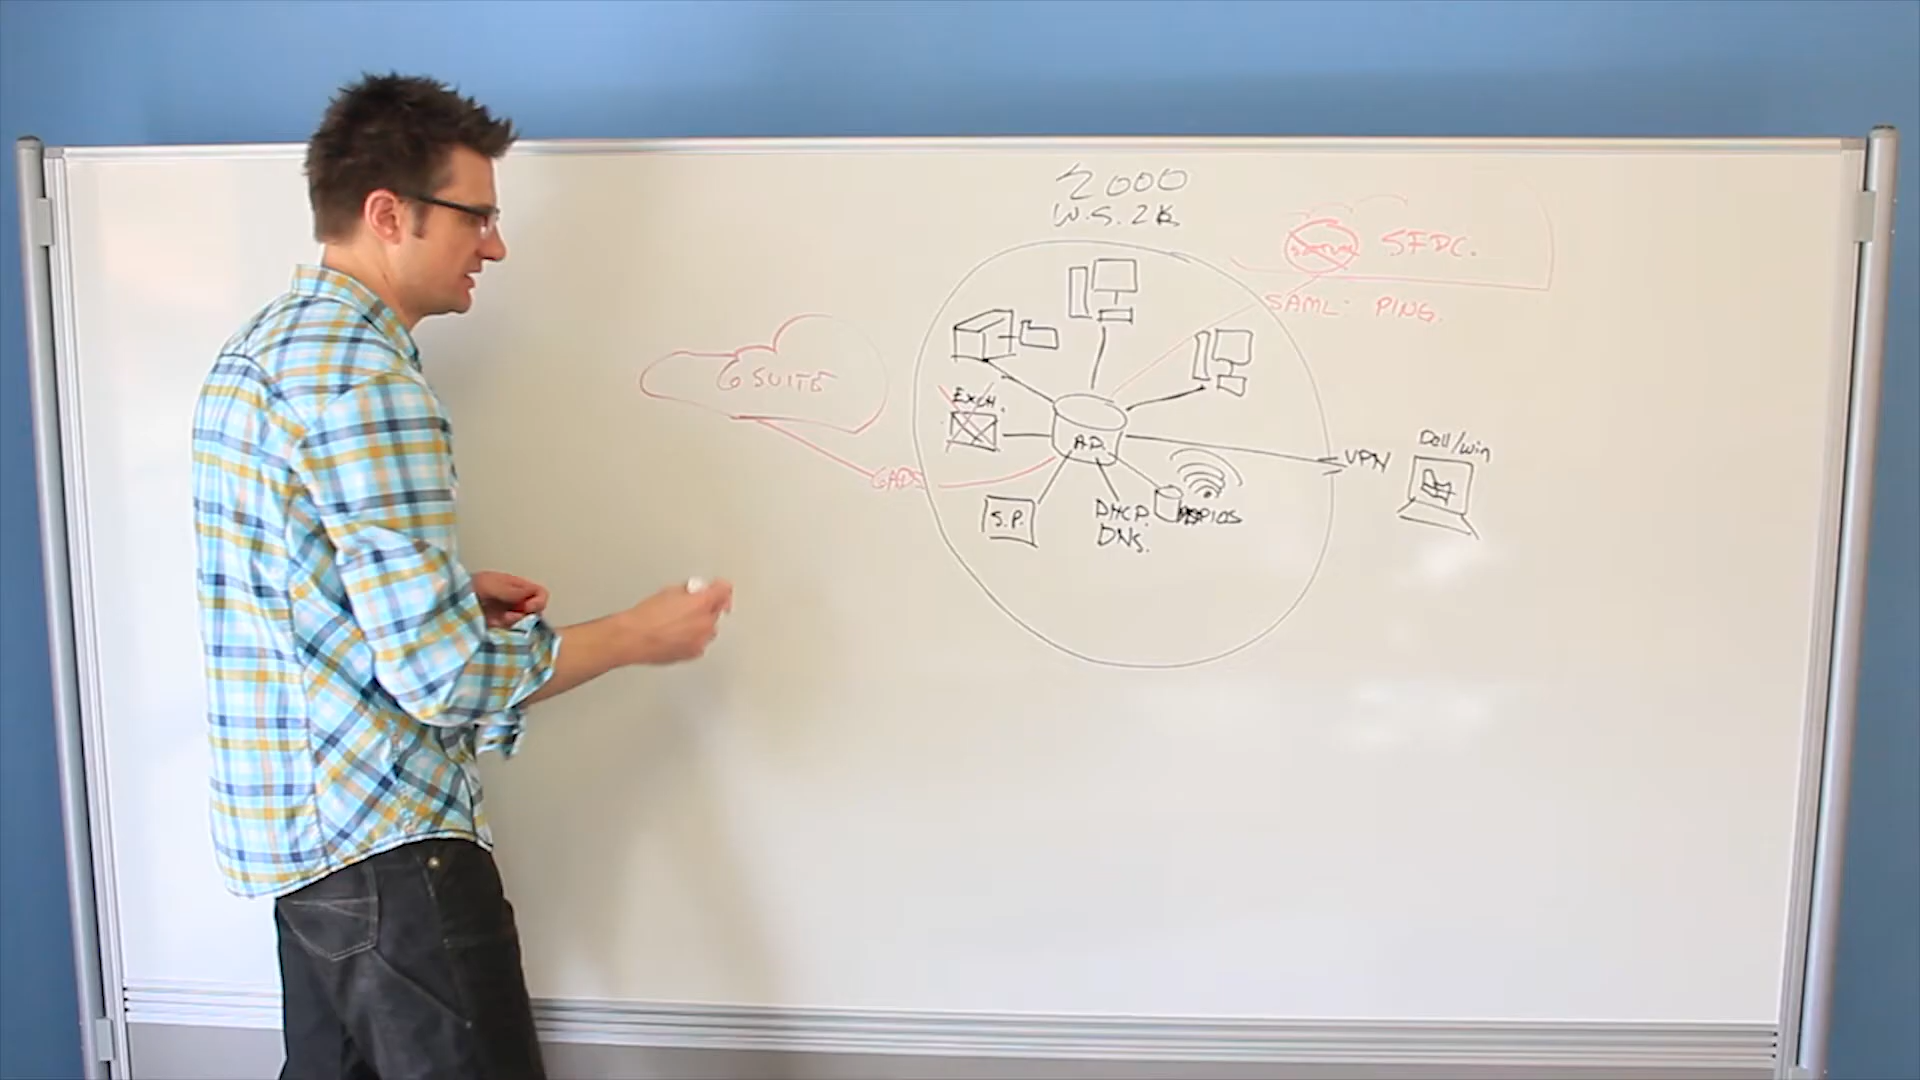 2000
W.S. 2K
SFDC.
SAML: PING.
G SUITE
EXCH.
A.D.
GADS
VPN
Dell/Win
S.P.
DHCP.
DNS.